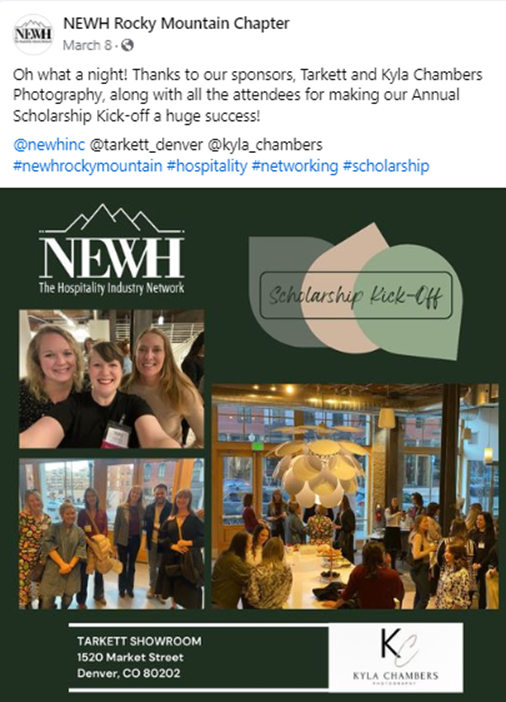 NEWH Rocky Mountain Chapter
NEWH
March 8 ·
Oh what a night! Thanks to our sponsors, Tarkett and Kyla Chambers
Photography, along with all the attendees for making our Annual
Scholarship Kick-off a huge success!
@newhinc @tarkett_denver @kyla_chambers
#newhrockymountain #hospitality #networking #scholarship
NEWH
The Hospitality Industry Network
Scholarship Kick-Off
TARKETT SHOWROOM
1520 Market Street
Denver, CO 80202
KC
KYLA CHAMBERS
PHOTOGRAPHY